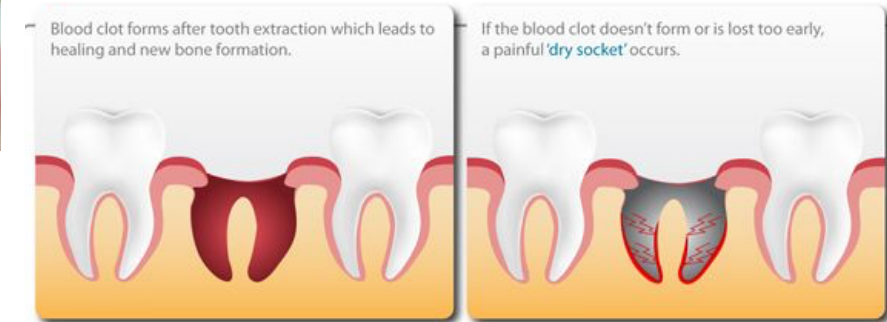 Blood clot forms after tooth extraction which leads to
healing and new bone formation.
If the blood clot doesn't form or is lost too early,
a painful 'dry socket' occurs.